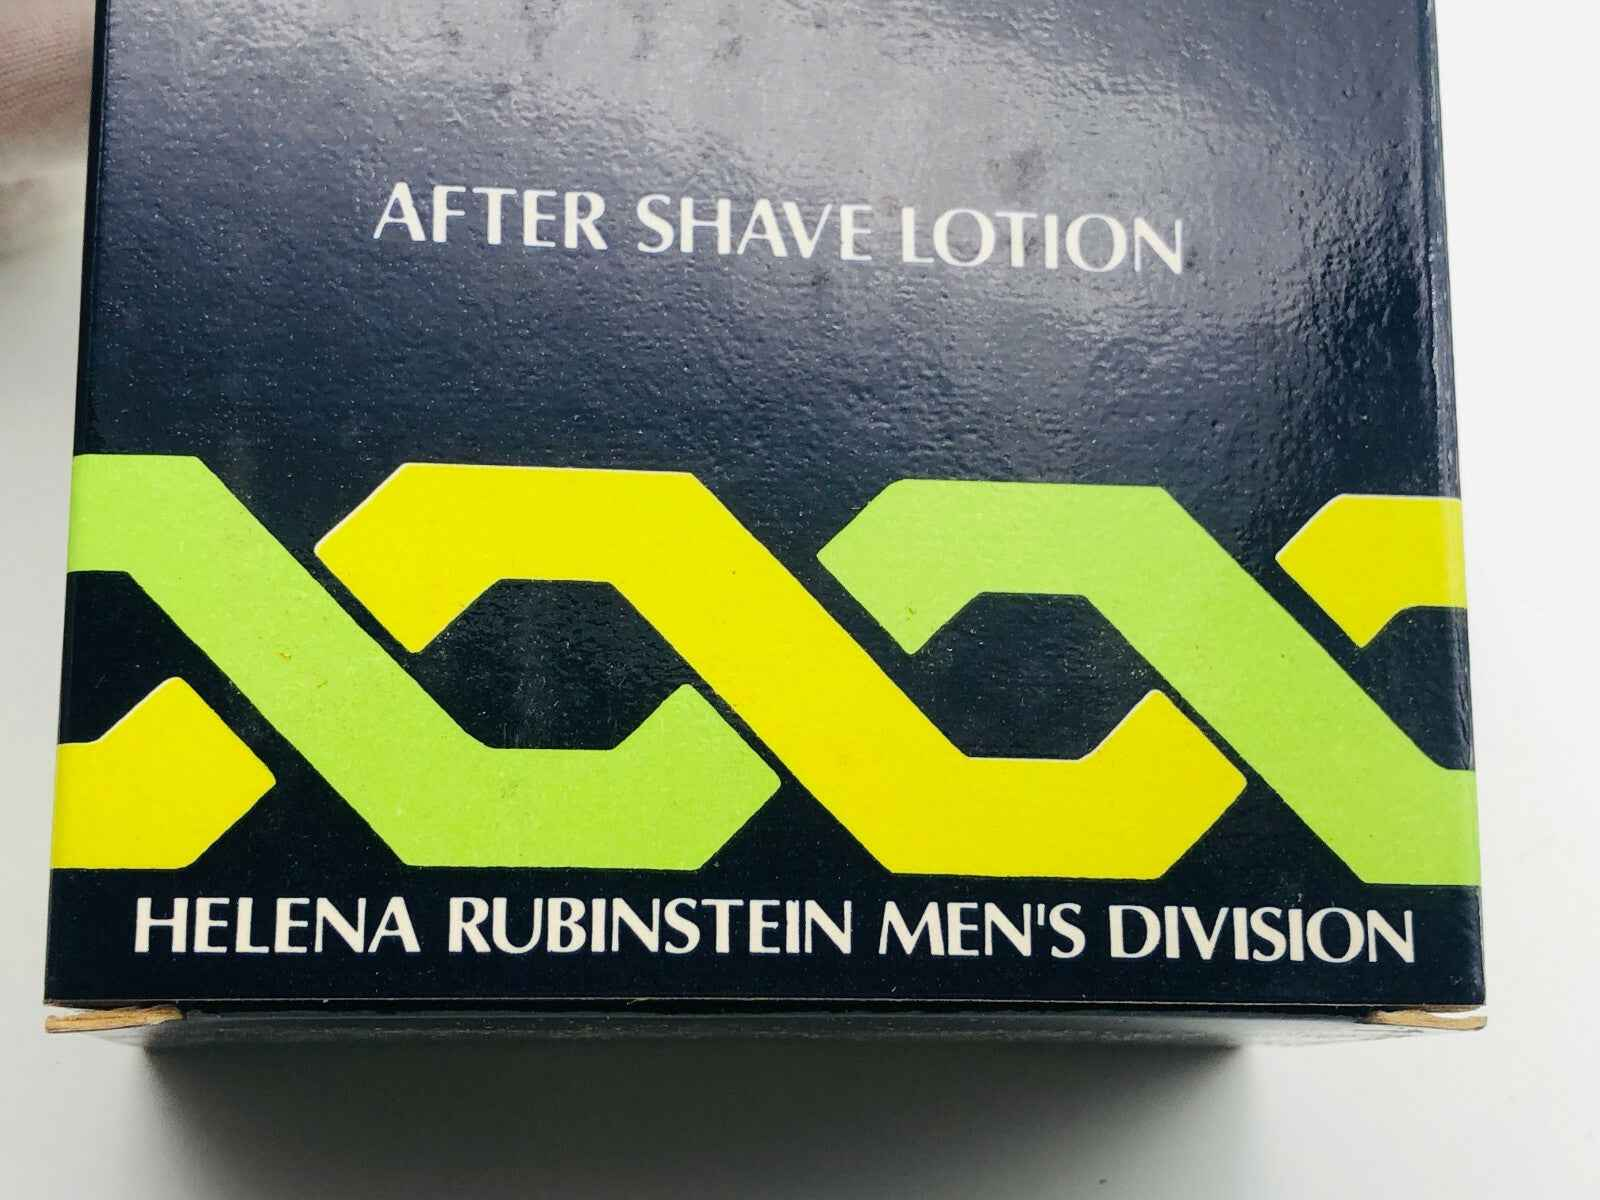 AFTER SHAVE LOTION
HELENA RUBINSTEIN MEN'S DIVISION